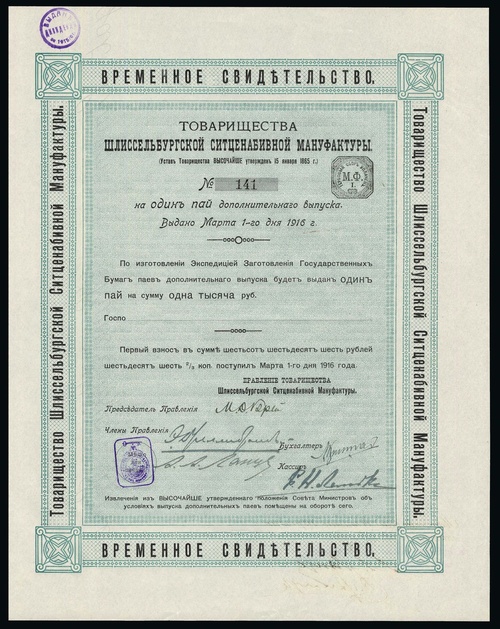 ВРЕМЕННОЕ СВИДѢТЕЛЬСТВО.
Товарищество Шлиссельбургской Ситценабивной Мануфактуры.
Товарищество Шлиссельбургской Ситценабивной Мануфактуры.
ТОВАРИЩЕСТВА
ШЛИССЕЛЬБУРГСКОЙ СИТЦЕНАБИВНОЙ МАНУФАКТУРЫ.
(Уставъ Товарищества ВЫСОЧАЙШЕ утвержденъ 15 января 1865 г.)
№ 141
М.Ф.
на ОДИНЪ ПАЙ дополнительнаго выпуска.
Выдано Марта 1-го дня 1916 г.
По изготовленіи Экспедиціей Заготовленія Государственныхъ
Бумагъ паевъ дополнительнаго выпуска будетъ выданъ ОДИНЪ
ПАЙ на сумму ОДНА ТЫСЯЧА руб.
Госпо
Первый взносъ въ суммѣ шестьсотъ шестьдесятъ шесть рублей
шестьдесятъ шесть ²/₃ коп поступилъ Марта 1-го дня 1916 года.
ПРАВЛЕНІЕ ТОВАРИЩЕСТВА
Шлиссельбургской Ситценабивной Мануфактуры.
Предсѣдатель Правленія
Члены Правленія
Бухгалтеръ
Кассиръ
Извлеченія изъ ВЫСОЧАЙШЕ утвержденнаго положенія Совѣта Министровъ объ
условіяхъ выпуска дополнительныхъ паевъ помѣщены на оборотѣ сего.
ВРЕМЕННОЕ СВИДѢТЕЛЬСТВО.